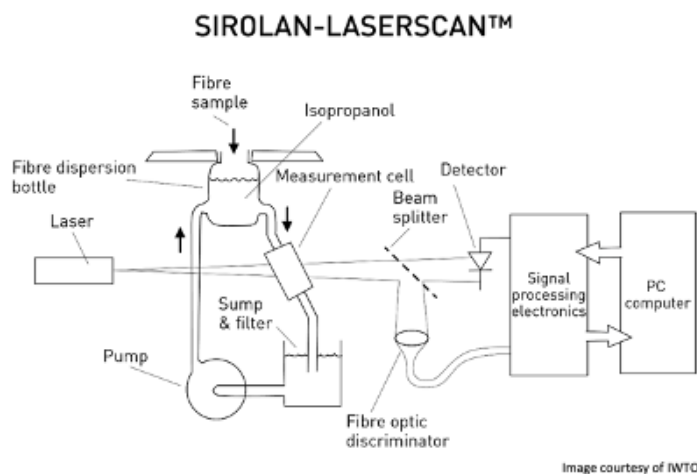 SIROLAN-LASERSCAN™
Fibre
sample
Isopropanol
Fibre dispersion
bottle
Measurement cell
Detector
Beam
splitter
Laser
Signal
processing
electronics
PC
computer
Sump
& filter
Pump
Fibre optic
discriminator
Image courtesy of IWTO